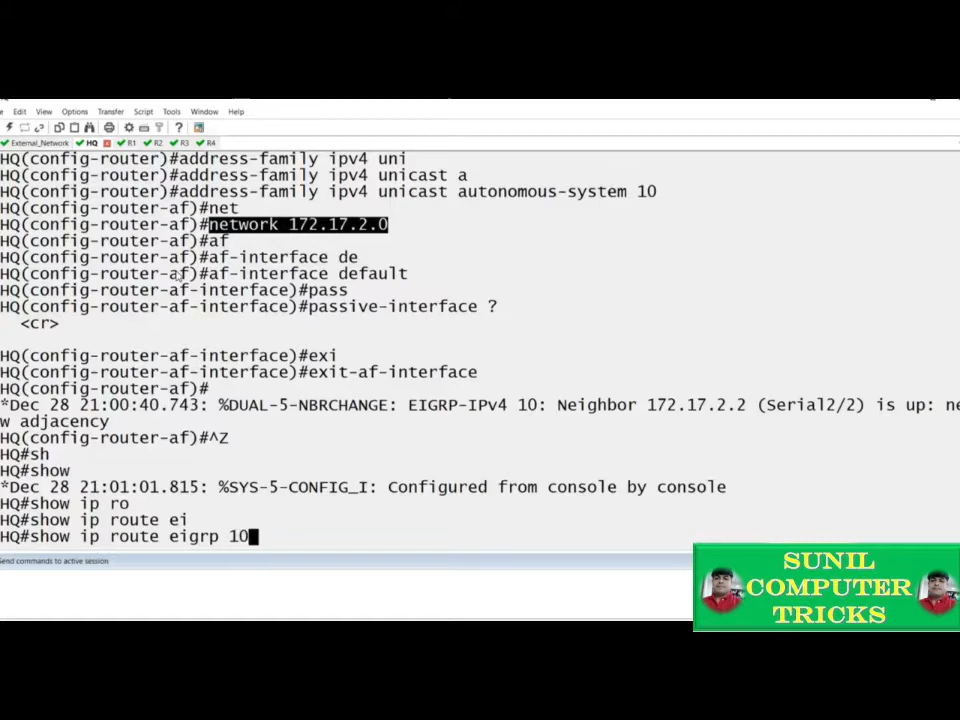 Edit View Options Transfer Script Tools Window Help
External_Network HQ R1 R2 R3 R4
HQ(config-router)#address-family ipv4 uni
HQ(config-router)#address-family ipv4 unicast a
HQ(config-router)#address-family ipv4 unicast autonomous-system 10
HQ(config-router-af)#net
HQ(config-router-af)#network 172.17.2.0
HQ(config-router-af)#af
HQ(config-router-af)#af-interface de
HQ(config-router-af)#af-interface default
HQ(config-router-af-interface)#pass
HQ(config-router-af-interface)#passive-interface ?
<cr>
HQ(config-router-af-interface)#exi
HQ(config-router-af-interface)#exit-af-interface
HQ(config-router-af)#
*Dec 28 21:00:40.743: %DUAL-5-NBRCHANGE: EIGRP-IPv4 10: Neighbor 172.17.2.2 (Serial2/2) is up: ne
w adjacency
HQ(config-router-af)#^Z
HQ#sh
HQ#show
*Dec 28 21:01:01.815: %SYS-5-CONFIG_I: Configured from console by console
HQ#show ip ro
HQ#show ip route ei
HQ#show ip route eigrp 10
Send commands to active session
SUNIL
COMPUTER
TRICKS